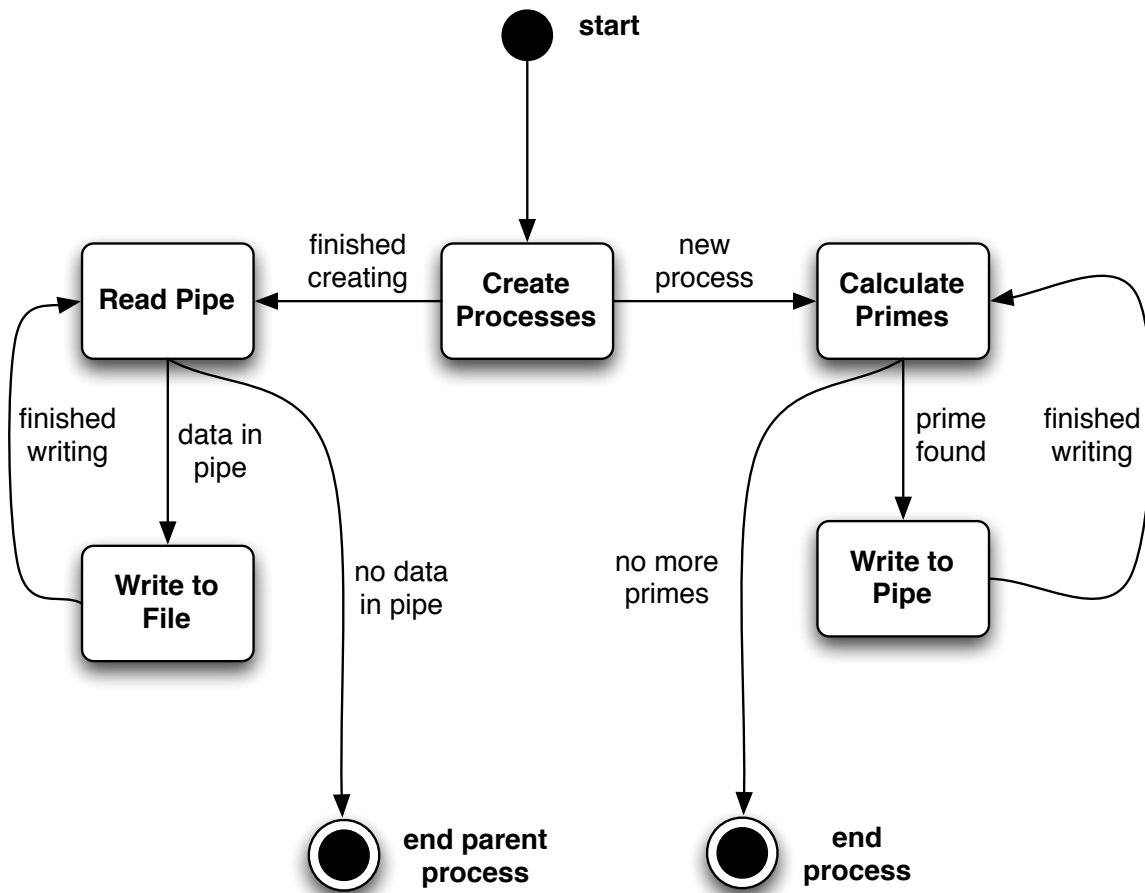 start
finished
creating
new
process
Read Pipe
Create
Processes
Calculate
Primes
finished
writing
data in
pipe
prime
found
finished
writing
Write to
File
no data
in pipe
no more
primes
Write to
Pipe
end parent
process
end
process